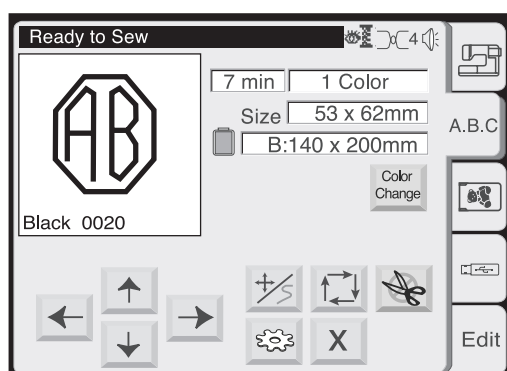 Ready to Sew
4
7 min
1 Color
Size
53 x 62mm
B:140 x 200mm
Color
Change
AB
Black 0020
X
A.B.C
Edit